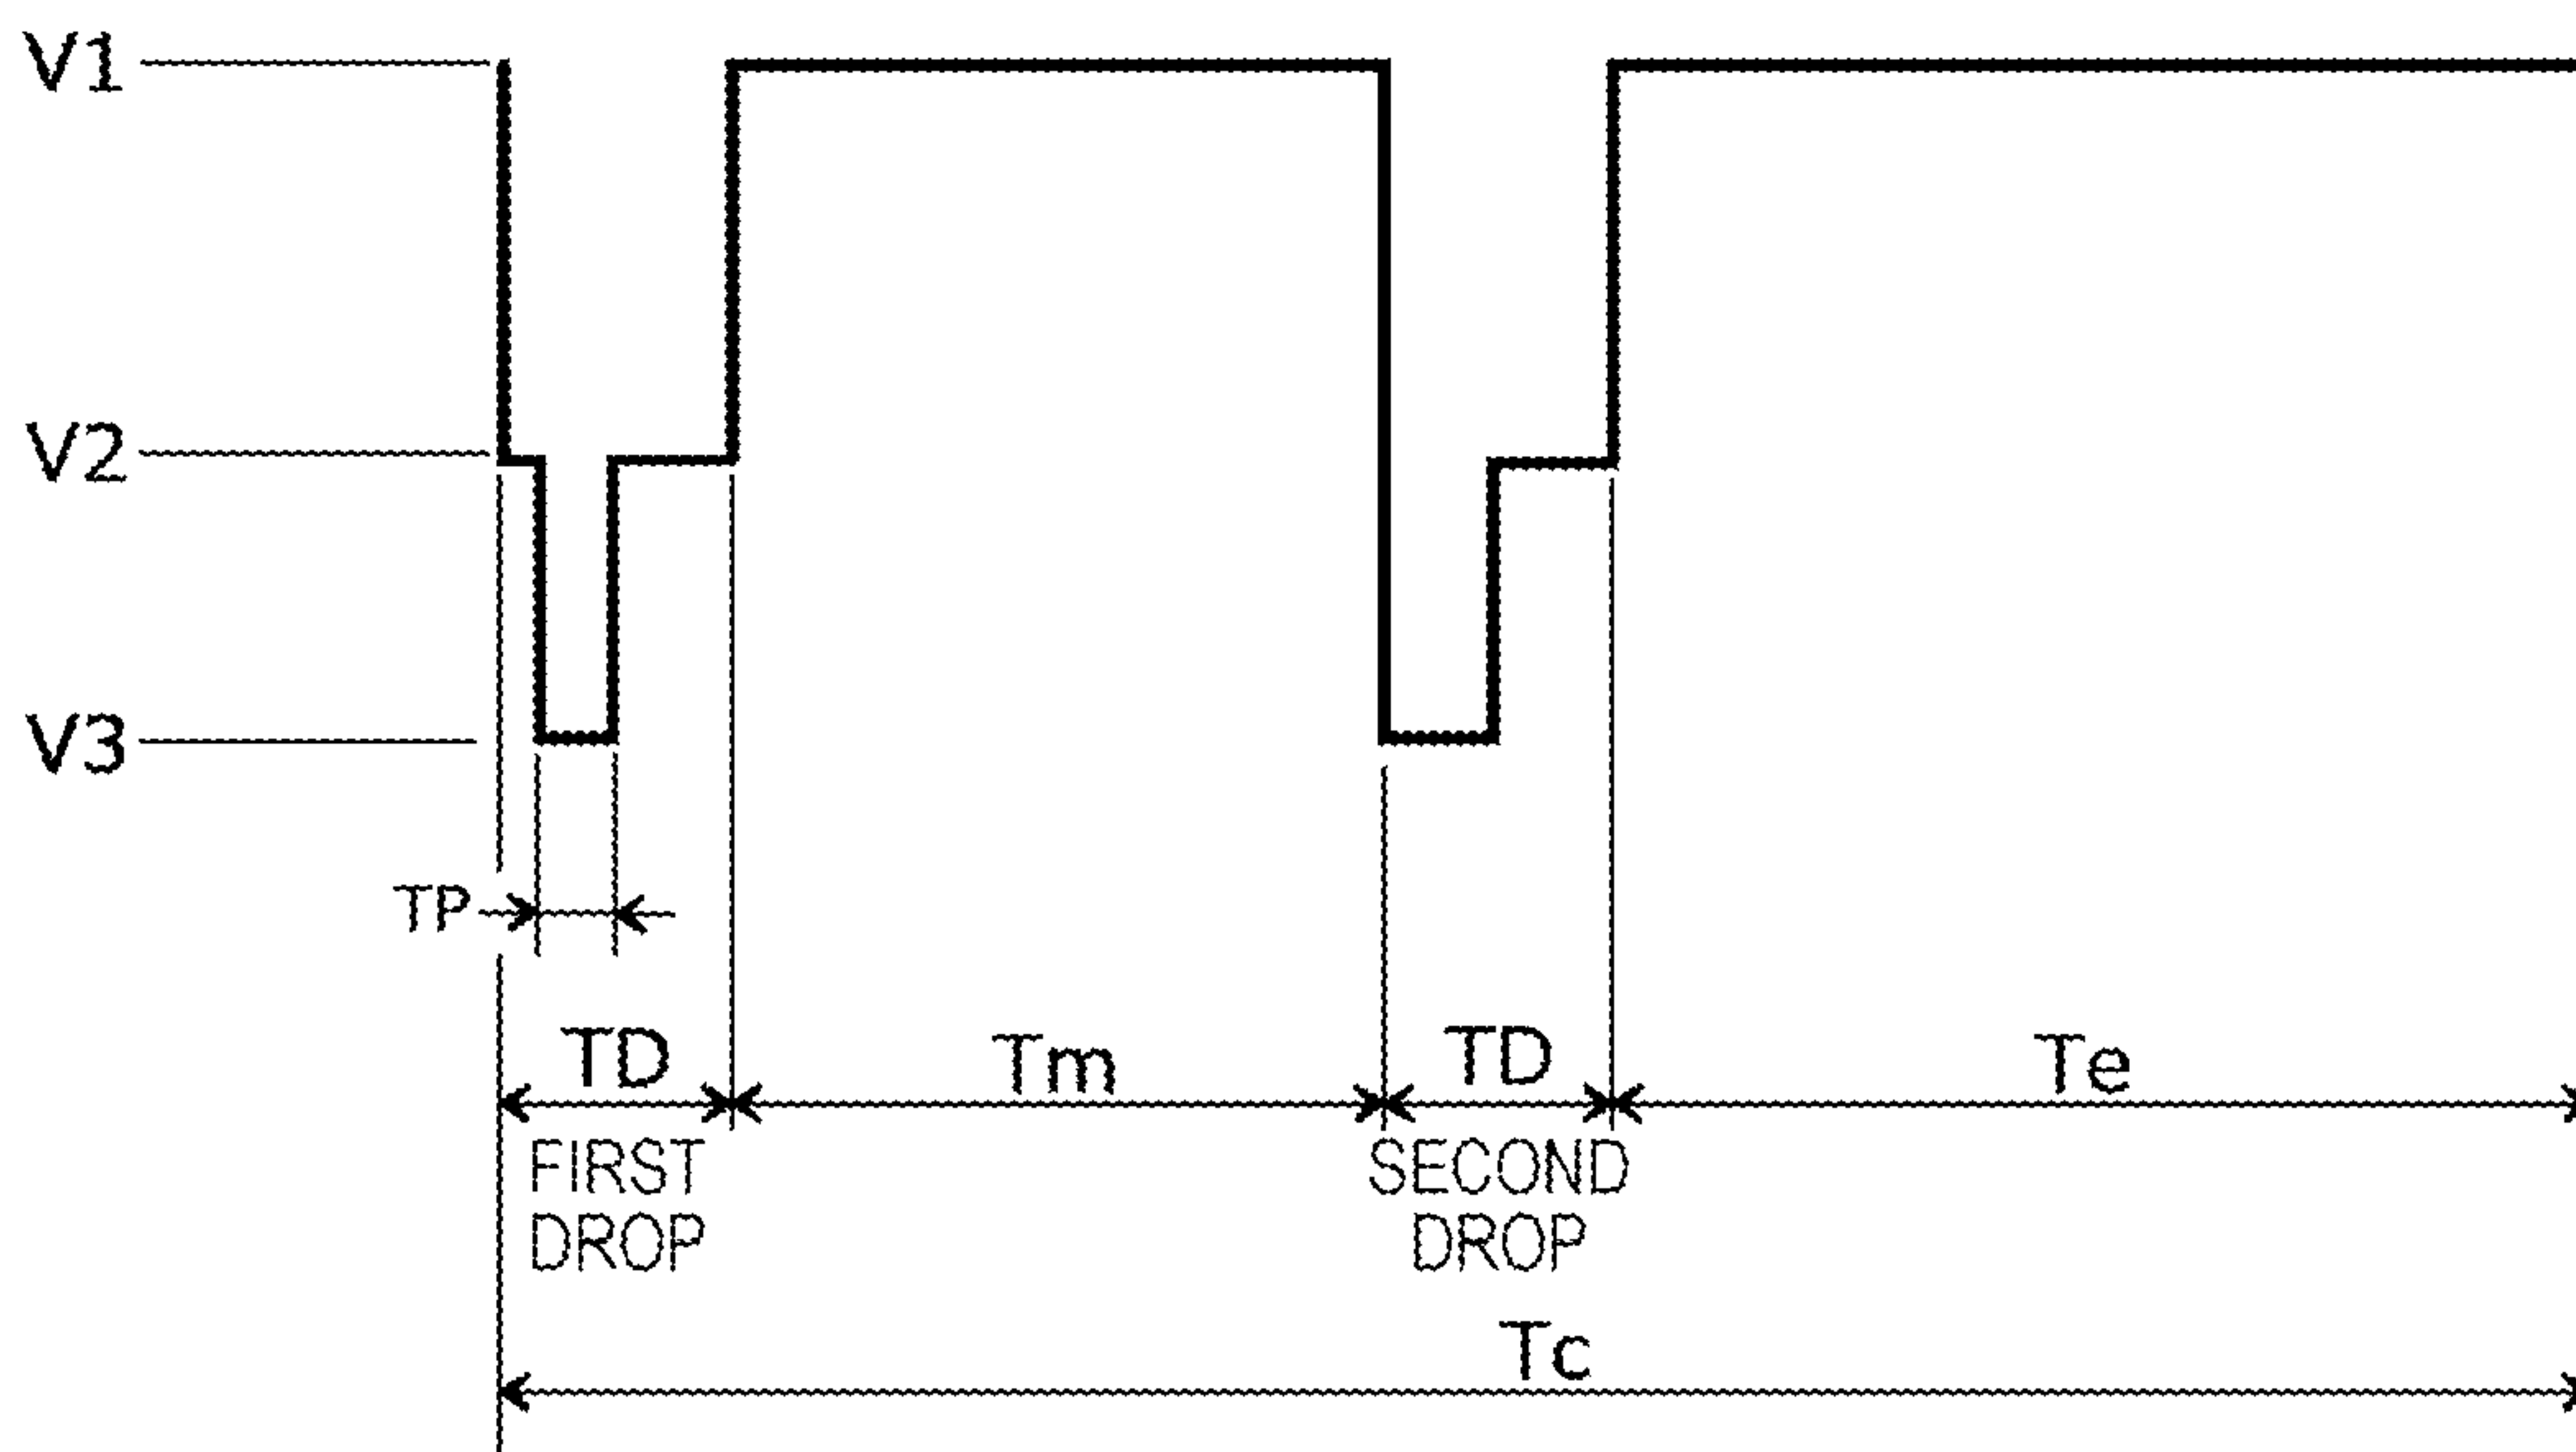 V1
V2
V3
TP
TD
Tm
TD
Te
FIRST
DROP
SECOND
DROP
Tc